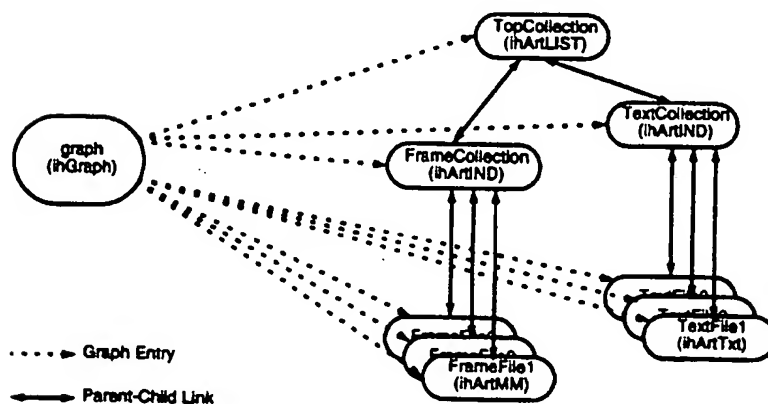 TopCollection
(ihArtLIST)
TextCollection
(ihArtIND)
graph
(ihGraph)
FrameCollection
(ihArtIND)
TextFile1
(ihArtTxt)
FrameFile1
(ihArtMM)
Graph Entry
Parent-Child Link